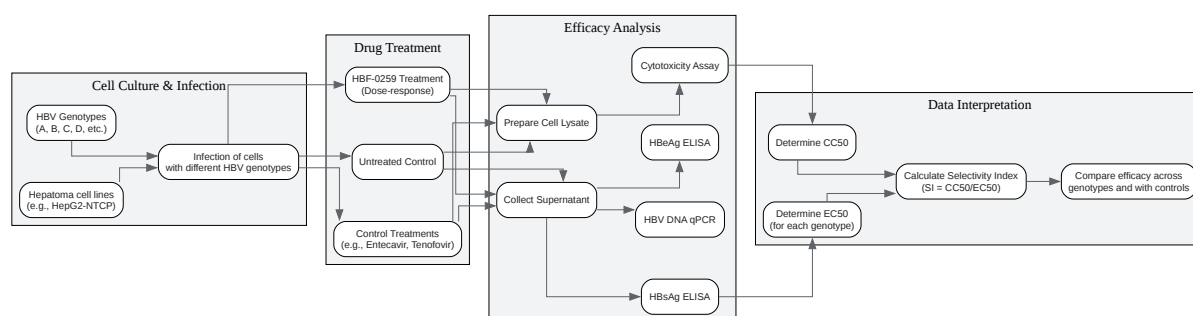 Cell Culture & Infection
HBV Genotypes
(A, B, C, D, etc.)
Hepatoma cell lines
(e.g., HepG2-NTCP)
Infection of cells
with different HBV genotypes
Drug Treatment
HBF-0259 Treatment
(Dose-response)
Untreated Control
Control Treatments
(e.g., Entecavir, Tenofovir)
Efficacy Analysis
Cytotoxicity Assay
Prepare Cell Lysate
HBeAg ELISA
Collect Supernatant
HBV DNA qPCR
HBsAg ELISA
Data Interpretation
Determine CC50
Calculate Selectivity Index
(SI = CC50/EC50)
Compare efficacy across
genotypes and with controls
Determine EC50
(for each genotype)